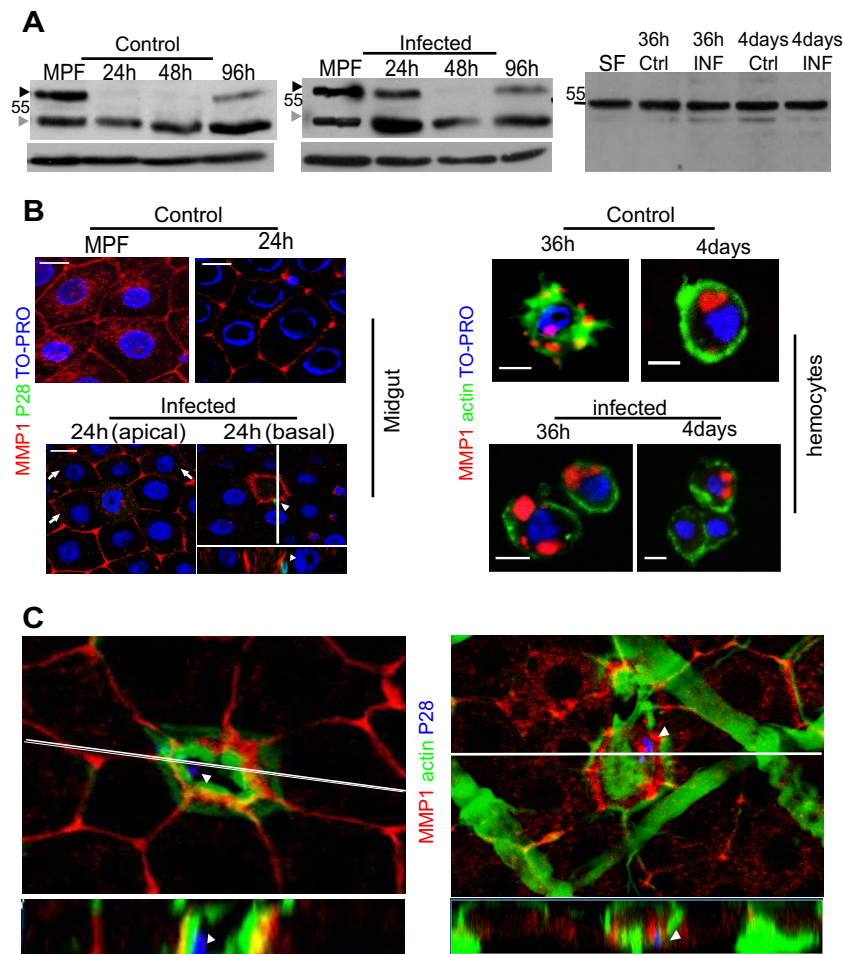 A
Control
MPF 24h 48h 96h
55
Infected
MPF 24h 48h 96h
55
36h 36h 4days 4days
SF Ctrl INF Ctrl INF
55
B
Control
MPF 24h
MMP1 P28 TO-PRO
Infected
24h (apical) 24h (basal)
Midgut
Control
36h 4days
MMP1 actin TO-PRO
infected
36h 4days
hemocytes
C
MMP1 actin P28